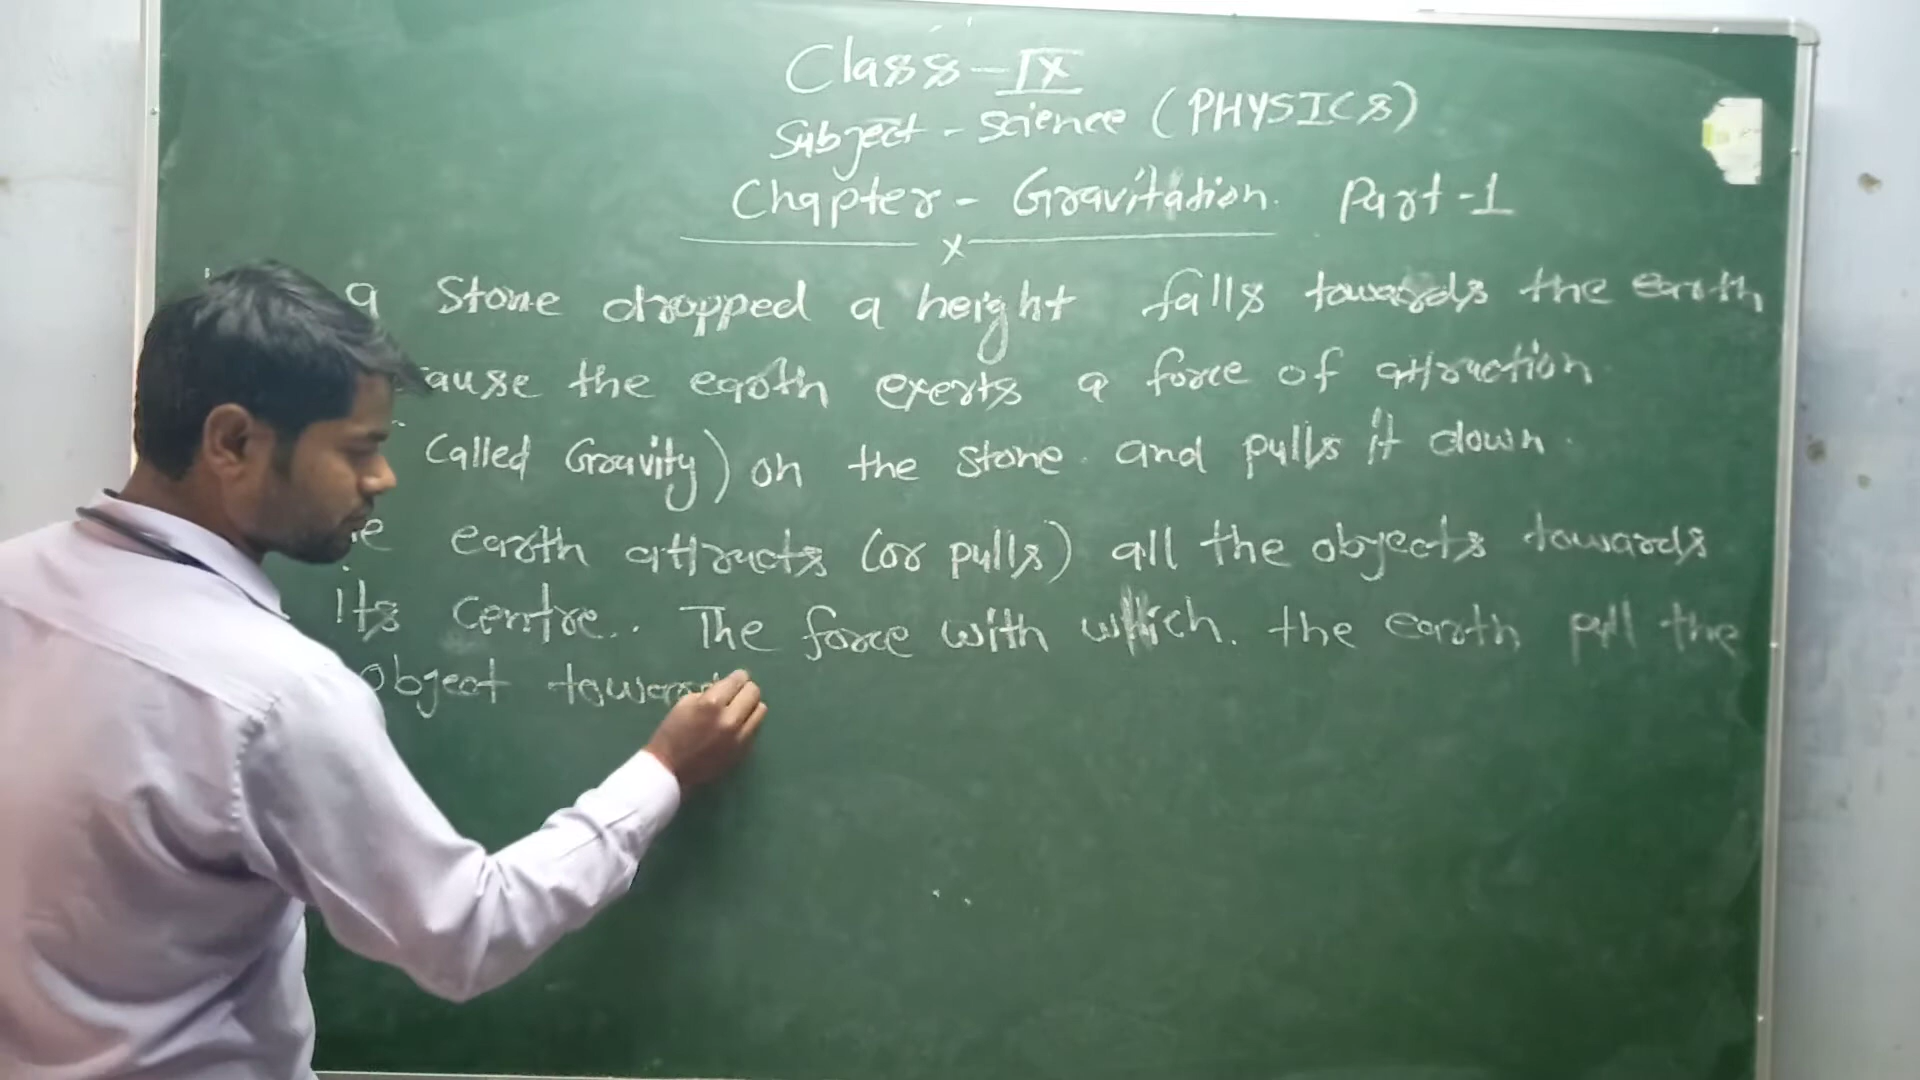 Class - IX
Subject - Science (PHYSICS)
Chapter - Gravitation. Part - 1
x
a Stone dropped a height falls towards the earth
ause the earth exerts a force of attraction
Called Gravity) on the stone. and pulls it down.
e earth attructs (or pulls) all the objects towards
its centre.. The force with which. the earth pull the
object toward